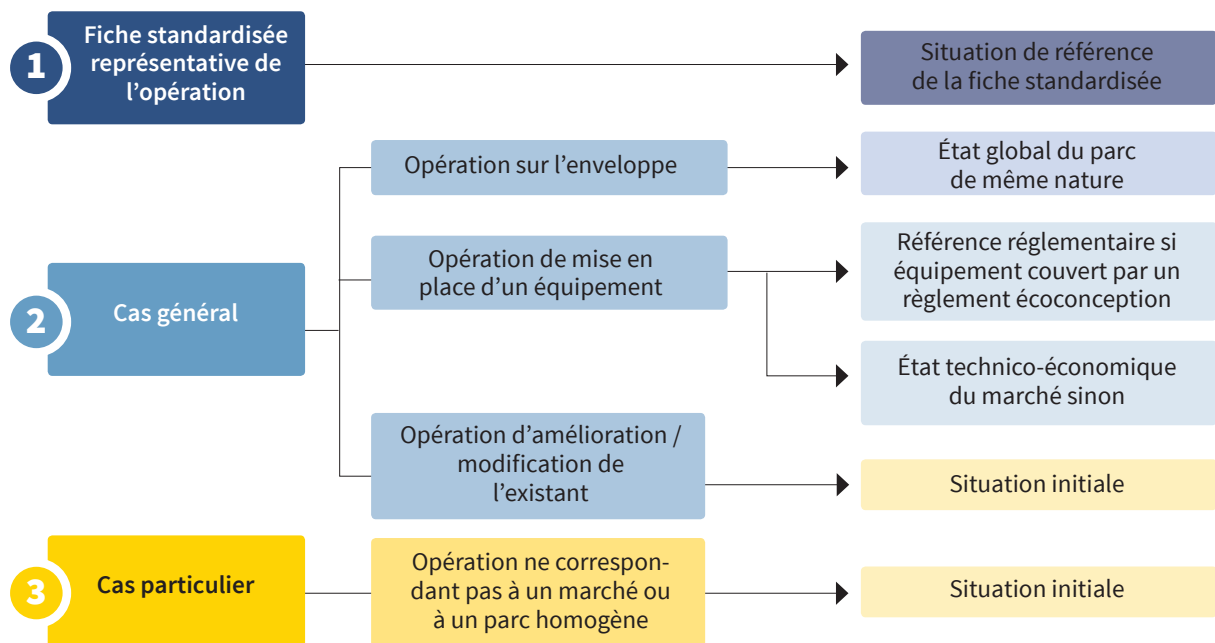 1
Fiche standardisée
représentative de
l’opération
Situation de référence
de la fiche standardisée
2
Cas général
Opération sur l’enveloppe
État global du parc
de même nature
Opération de mise en
place d’un équipement
Référence réglementaire si
équipement couvert par un
règlement écoconception
État technico-économique
du marché sinon
Opération d’amélioration /
modification de
l’existant
Situation initiale
3
Cas particulier
Opération ne correspon-
dant pas à un marché ou
à un parc homogène
Situation initiale